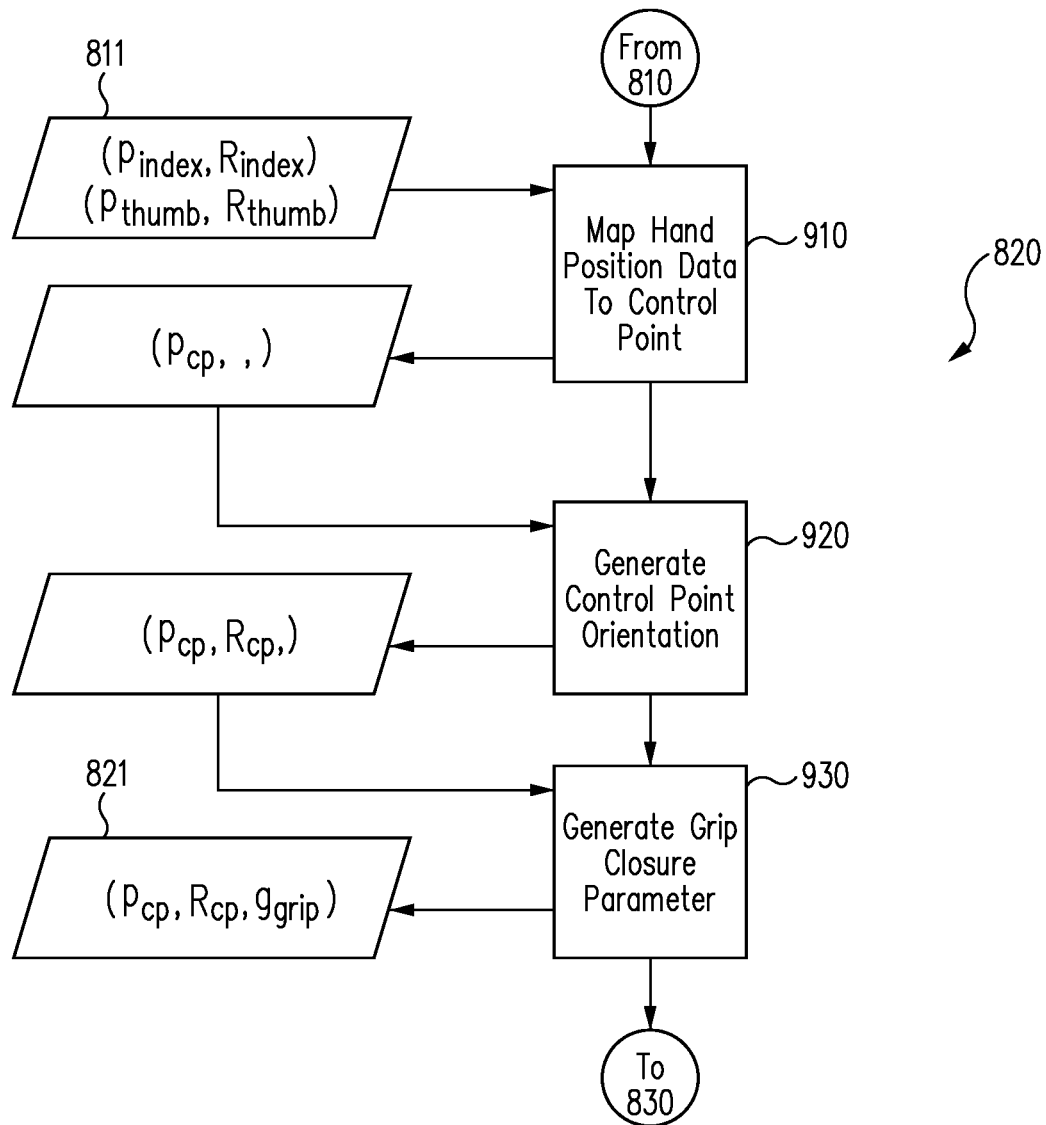 From
810
811
(p_index, R_index)
(p_thumb, R_thumb)
Map Hand
Position Data
To Control
Point
910
820
(p_cp, , )
920
Generate
Control Point
Orientation
(p_cp, R_cp, )
930
821
Generate Grip
Closure
Parameter
(p_cp, R_cp, g_grip)
To
830